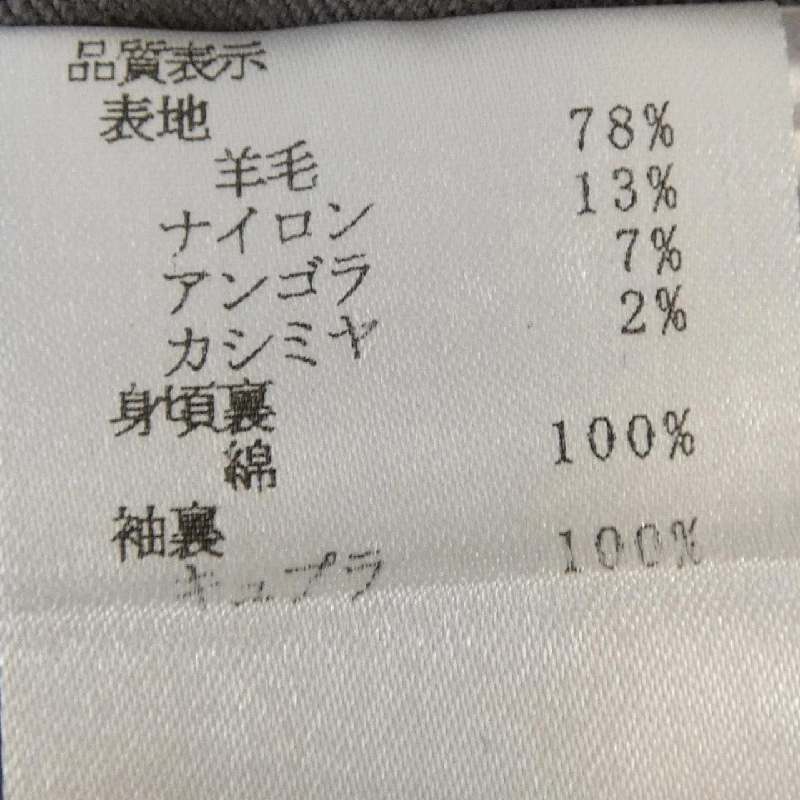 品質表示
表地
羊毛 78%
ナイロン 13%
アンゴラ 7%
カシミヤ 2%
身頃裏
綿 100%
袖裏
キュプラ 100%